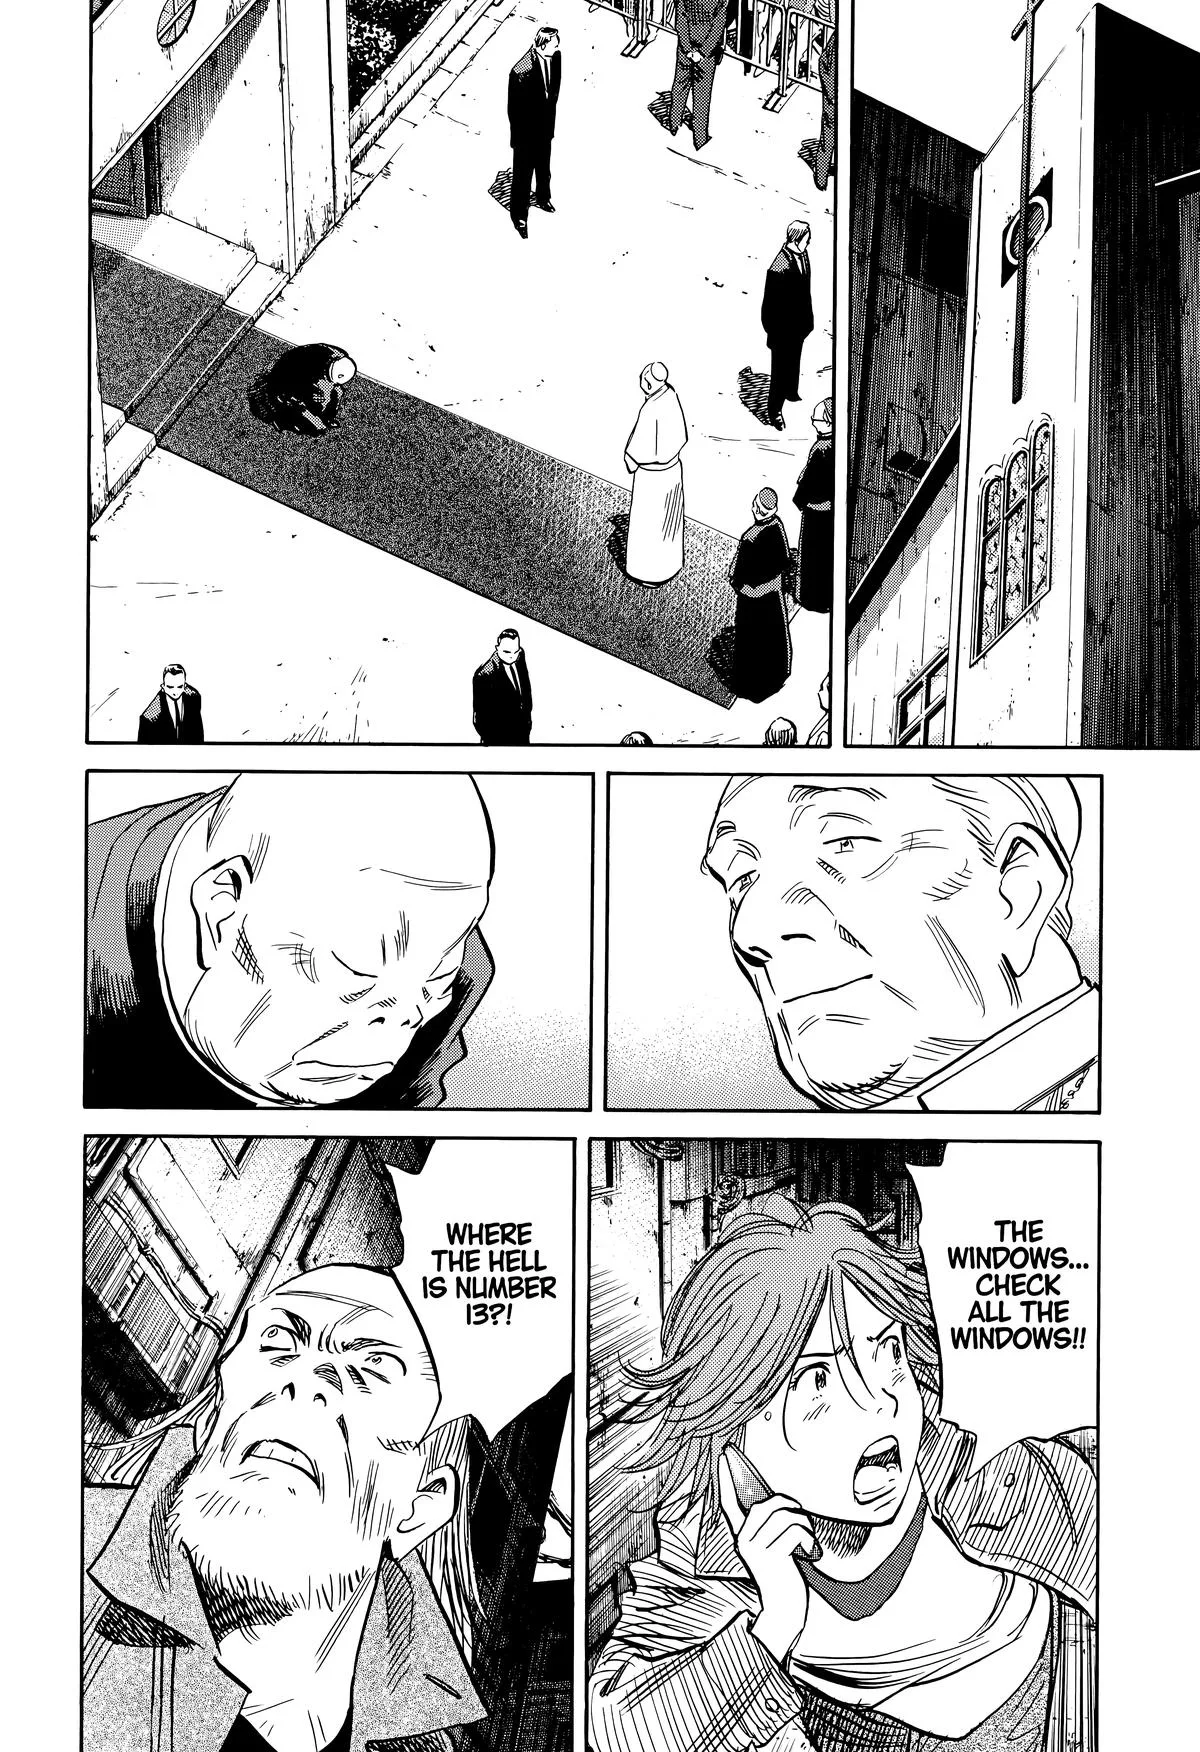 THE
WINDOWS...
CHECK
ALL THE
WINDOWS!!
WHERE
THE HELL
IS NUMBER
13?!